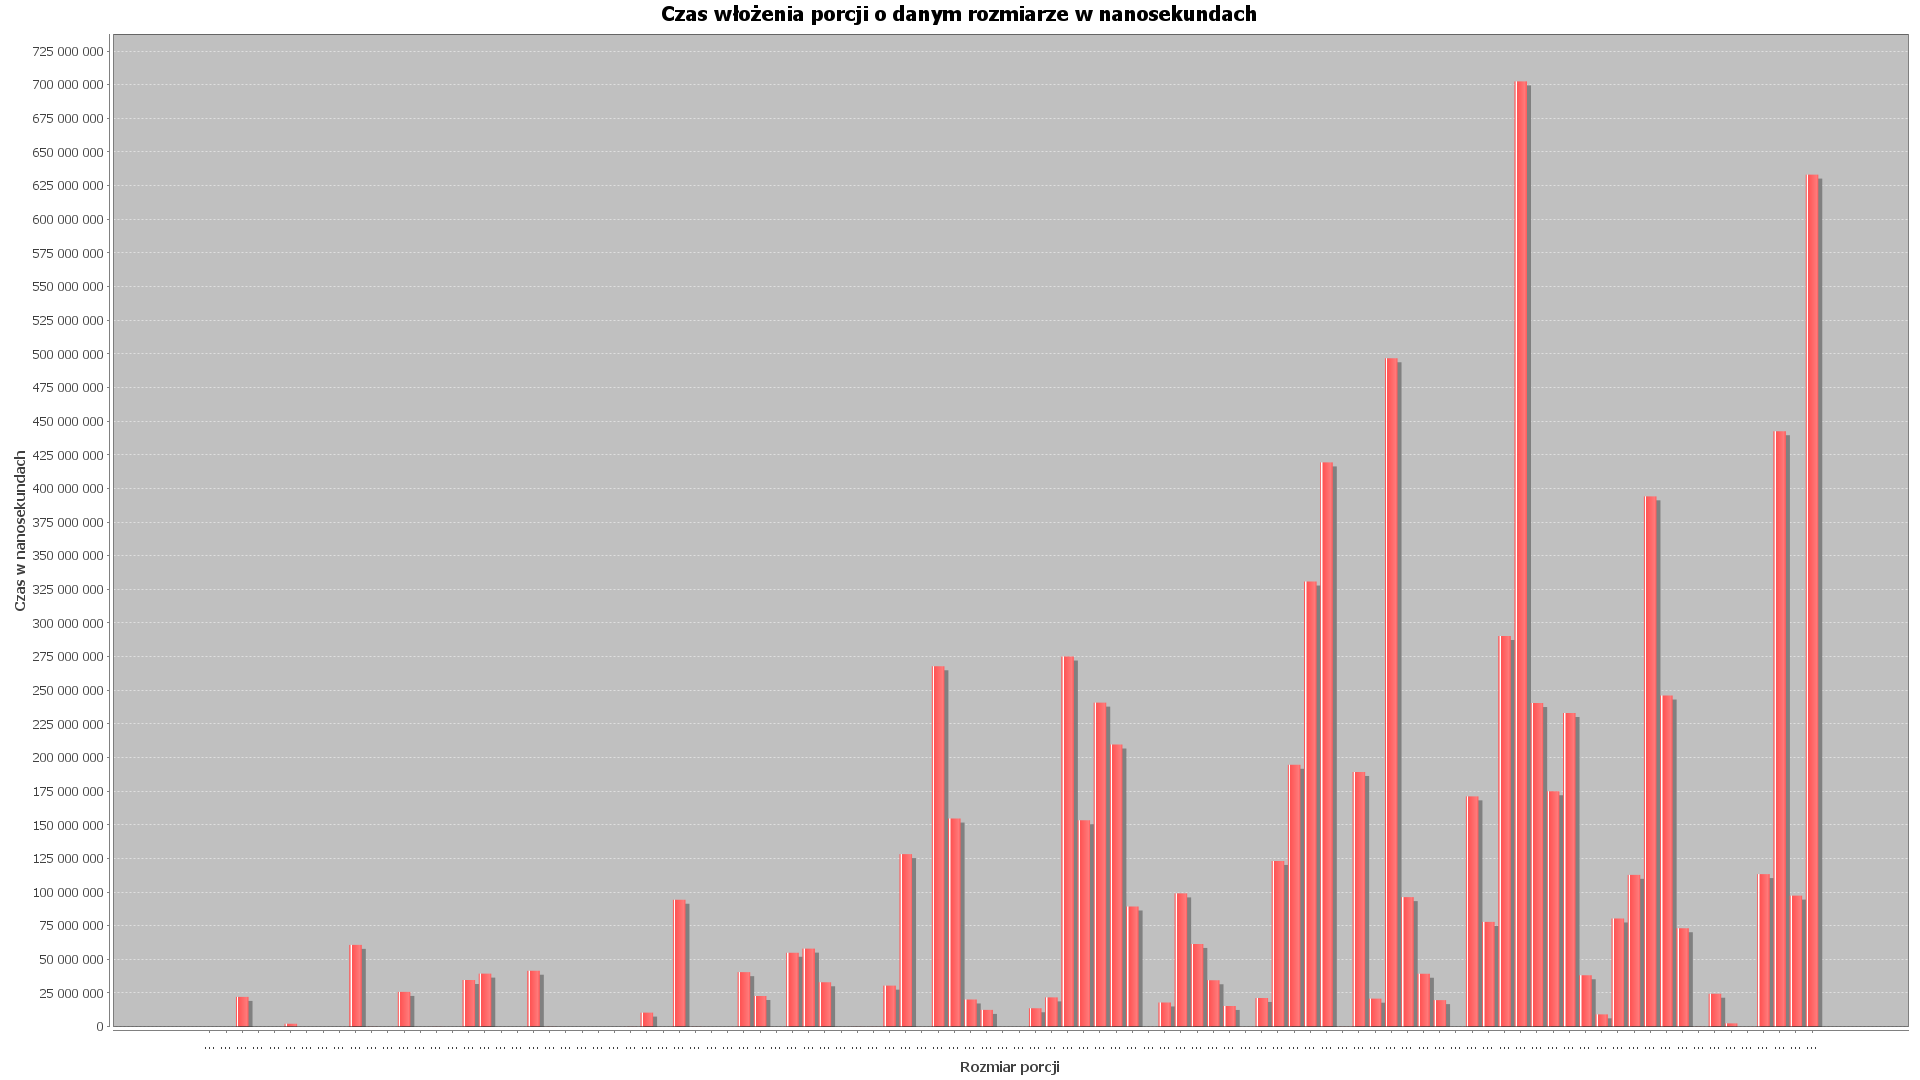 Czas włożenia porcji o danym rozmiarze w nanosekundach
725 000 000
700 000 000
675 000 000
650 000 000
625 000 000
600 000 000
575 000 000
550 000 000
525 000 000
500 000 000
475 000 000
450 000 000
425 000 000
400 000 000
375 000 000
350 000 000
325 000 000
300 000 000
275 000 000
250 000 000
225 000 000
200 000 000
175 000 000
150 000 000
125 000 000
100 000 000
75 000 000
50 000 000
25 000 000
0
Czas w nanosekundach
Rozmiar porcji